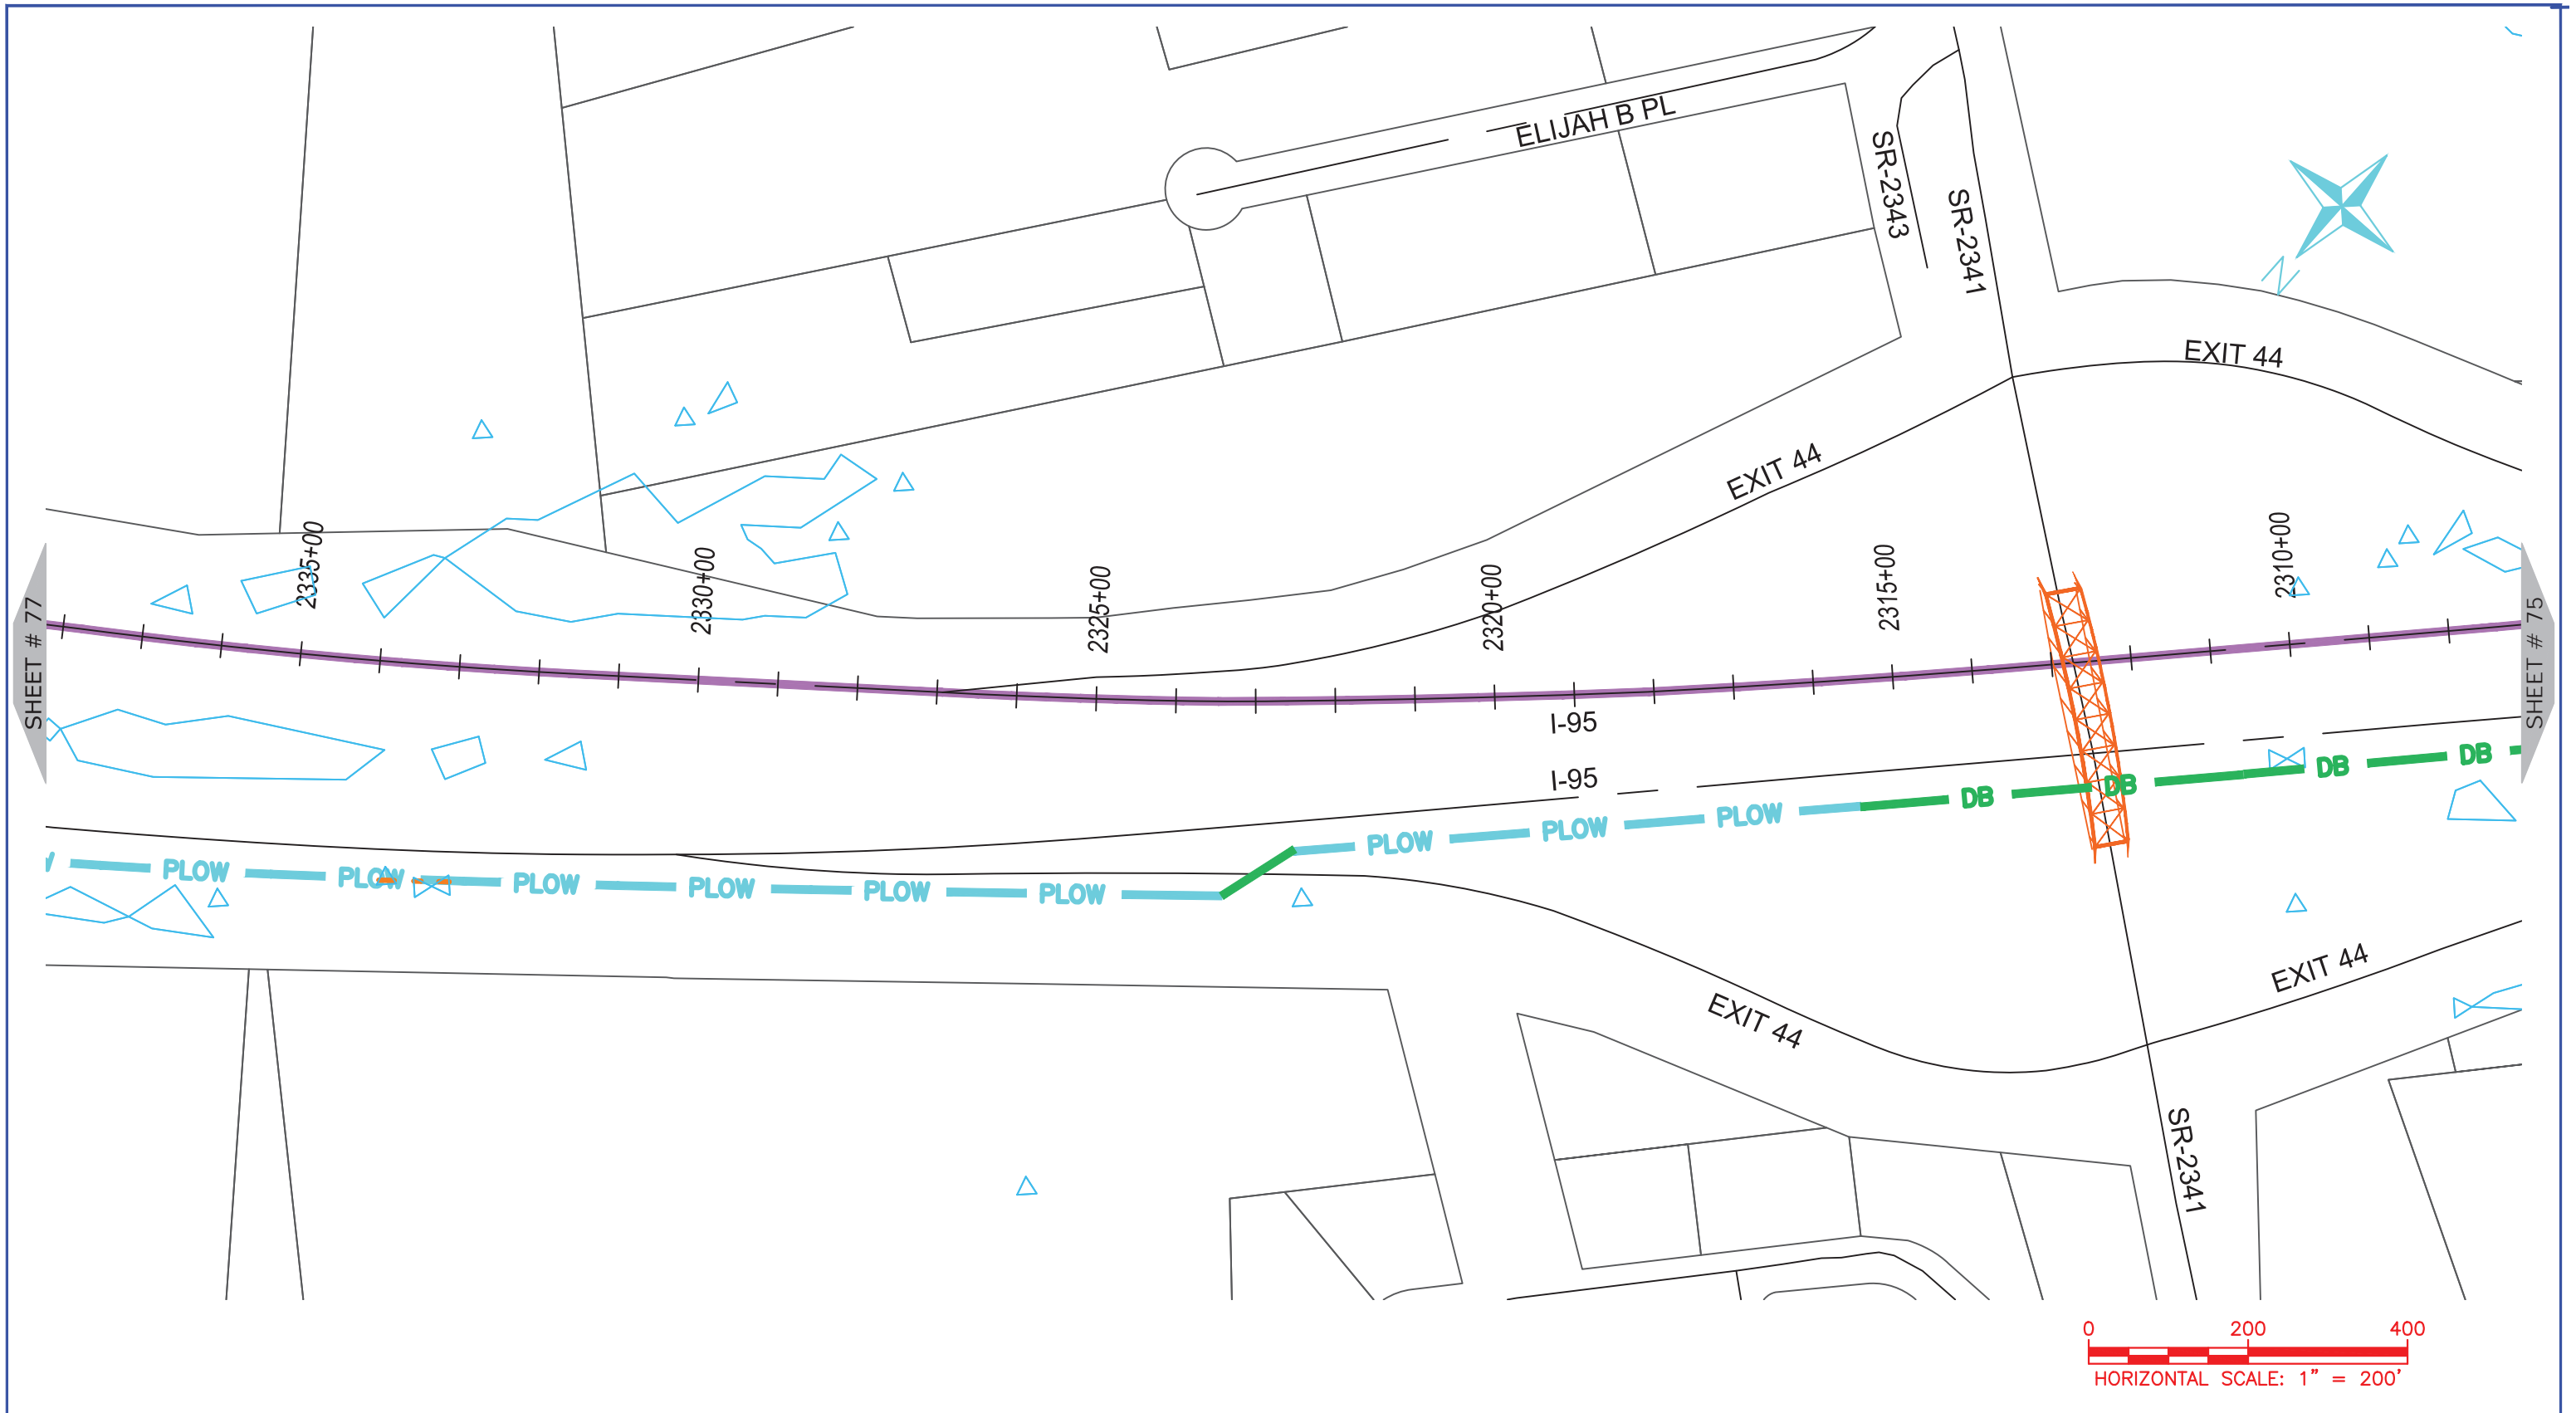 ELIJAH B PL
SR-2343
SR-2341
N
EXIT 44
EXIT 44
2335+00
2330+00
2325+00
2320+00
2315+00
2310+00
SHEET # 77
SHEET # 75
I-95
I-95
DB
DB
DB
DB
PLOW
PLOW
PLOW
PLOW
PLOW
PLOW
PLOW
PLOW
PLOW
EXIT 44
EXIT 44
SR-2341
0 200 400
HORIZONTAL SCALE: 1" = 200'